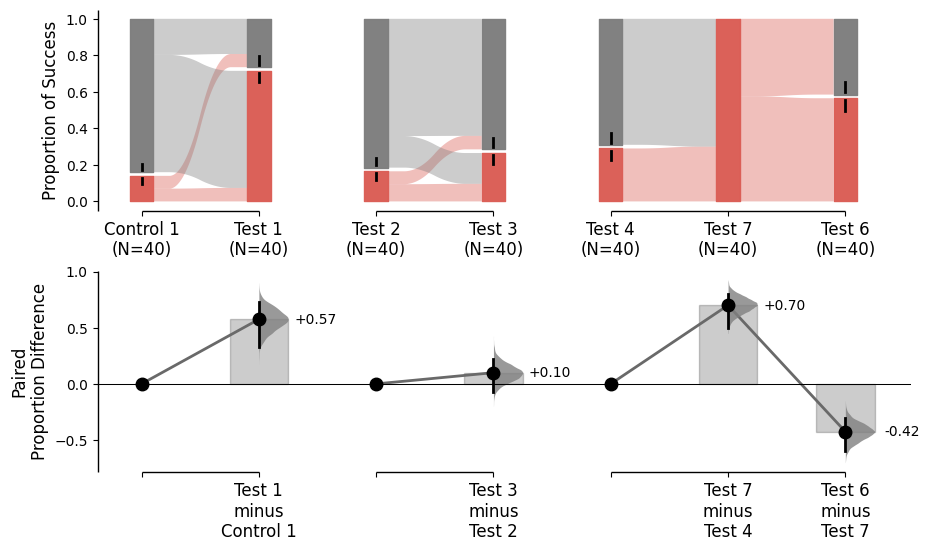 Proportion of Success
1.0
0.8
0.6
0.4
0.2
0.0
Control 1
(N=40)
Test 1
(N=40)
Test 2
(N=40)
Test 3
(N=40)
Test 4
(N=40)
Test 7
(N=40)
Test 6
(N=40)
Paired
Proportion Difference
1.0
0.5
0.0
−0.5
+0.57
+0.10
+0.70
-0.42
Test 1
minus
Control 1
Test 3
minus
Test 2
Test 7
minus
Test 4
Test 6
minus
Test 7